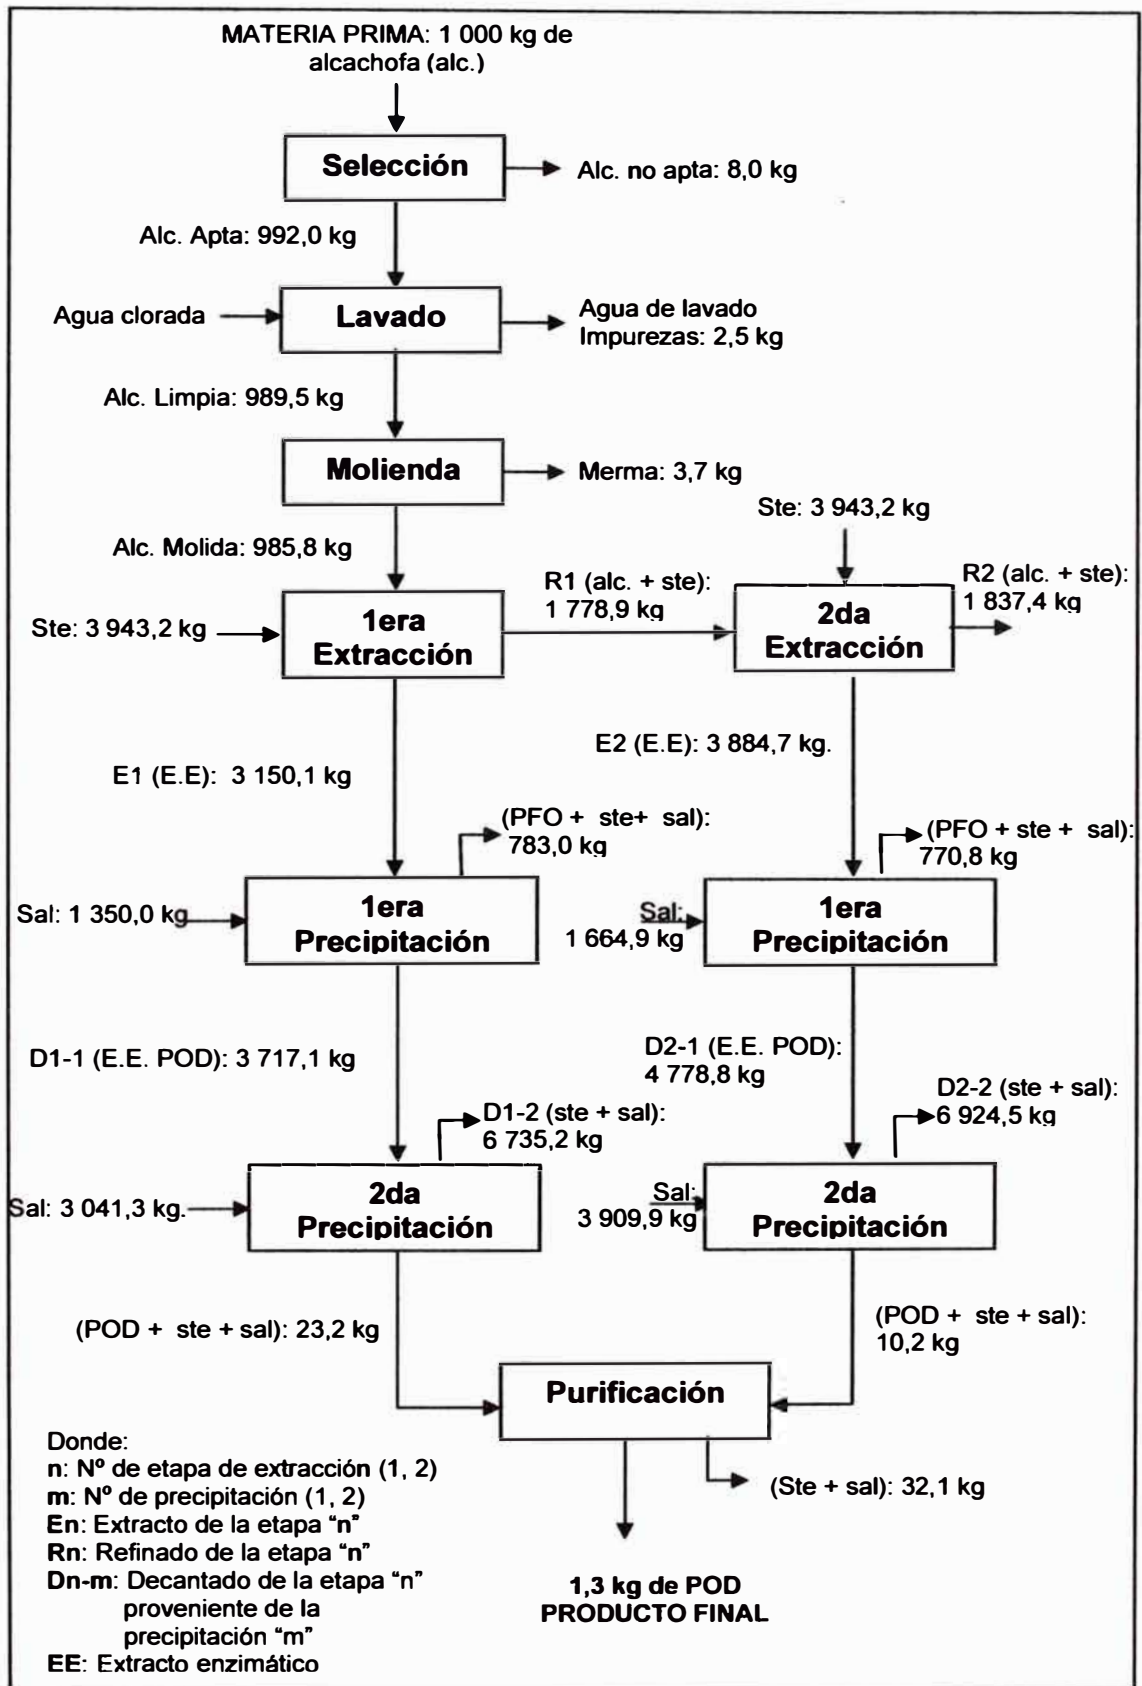 MATERIA PRIMA: 1 000 kg de
alcachofa (alc.)
Selección
Alc. no apta: 8,0 kg
Alc. Apta: 992,0 kg
Agua clorada
Lavado
Agua de lavado
Impurezas: 2,5 kg
Alc. Limpia: 989,5 kg
Molienda
Merma: 3,7 kg
Ste: 3 943,2 kg
Alc. Molida: 985,8 kg
R1 (alc. + ste):
1 778,9 kg
R2 (alc. + ste):
1 837,4 kg
Ste: 3 943,2 kg
1era
Extracción
2da
Extracción
E1 (E.E): 3 150,1 kg
E2 (E.E): 3 884,7 kg.
(PFO + ste+ sal):
783,0 kg
(PFO + ste + sal):
770,8 kg
Sal: 1 350,0 kg
1era
Precipitación
Sal:
1 664,9 kg
1era
Precipitación
D1-1 (E.E. POD): 3 717,1 kg
D2-1 (E.E. POD):
4 778,8 kg
D1-2 (ste + sal):
6 735,2 kg
D2-2 (ste + sal):
6 924,5 kg
Sal: 3 041,3 kg.
2da
Precipitación
Sal:
3 909,9 kg
2da
Precipitación
(POD + ste + sal): 23,2 kg
(POD + ste + sal):
10,2 kg
Purificación
(Ste + sal): 32,1 kg
1,3 kg de POD
PRODUCTO FINAL
Donde:
n: Nº de etapa de extracción (1, 2)
m: Nº de precipitación (1, 2)
En: Extracto de la etapa “n”
Rn: Refinado de la etapa “n”
Dn-m: Decantado de la etapa “n”
proveniente de la
precipitación “m”
EE: Extracto enzimático